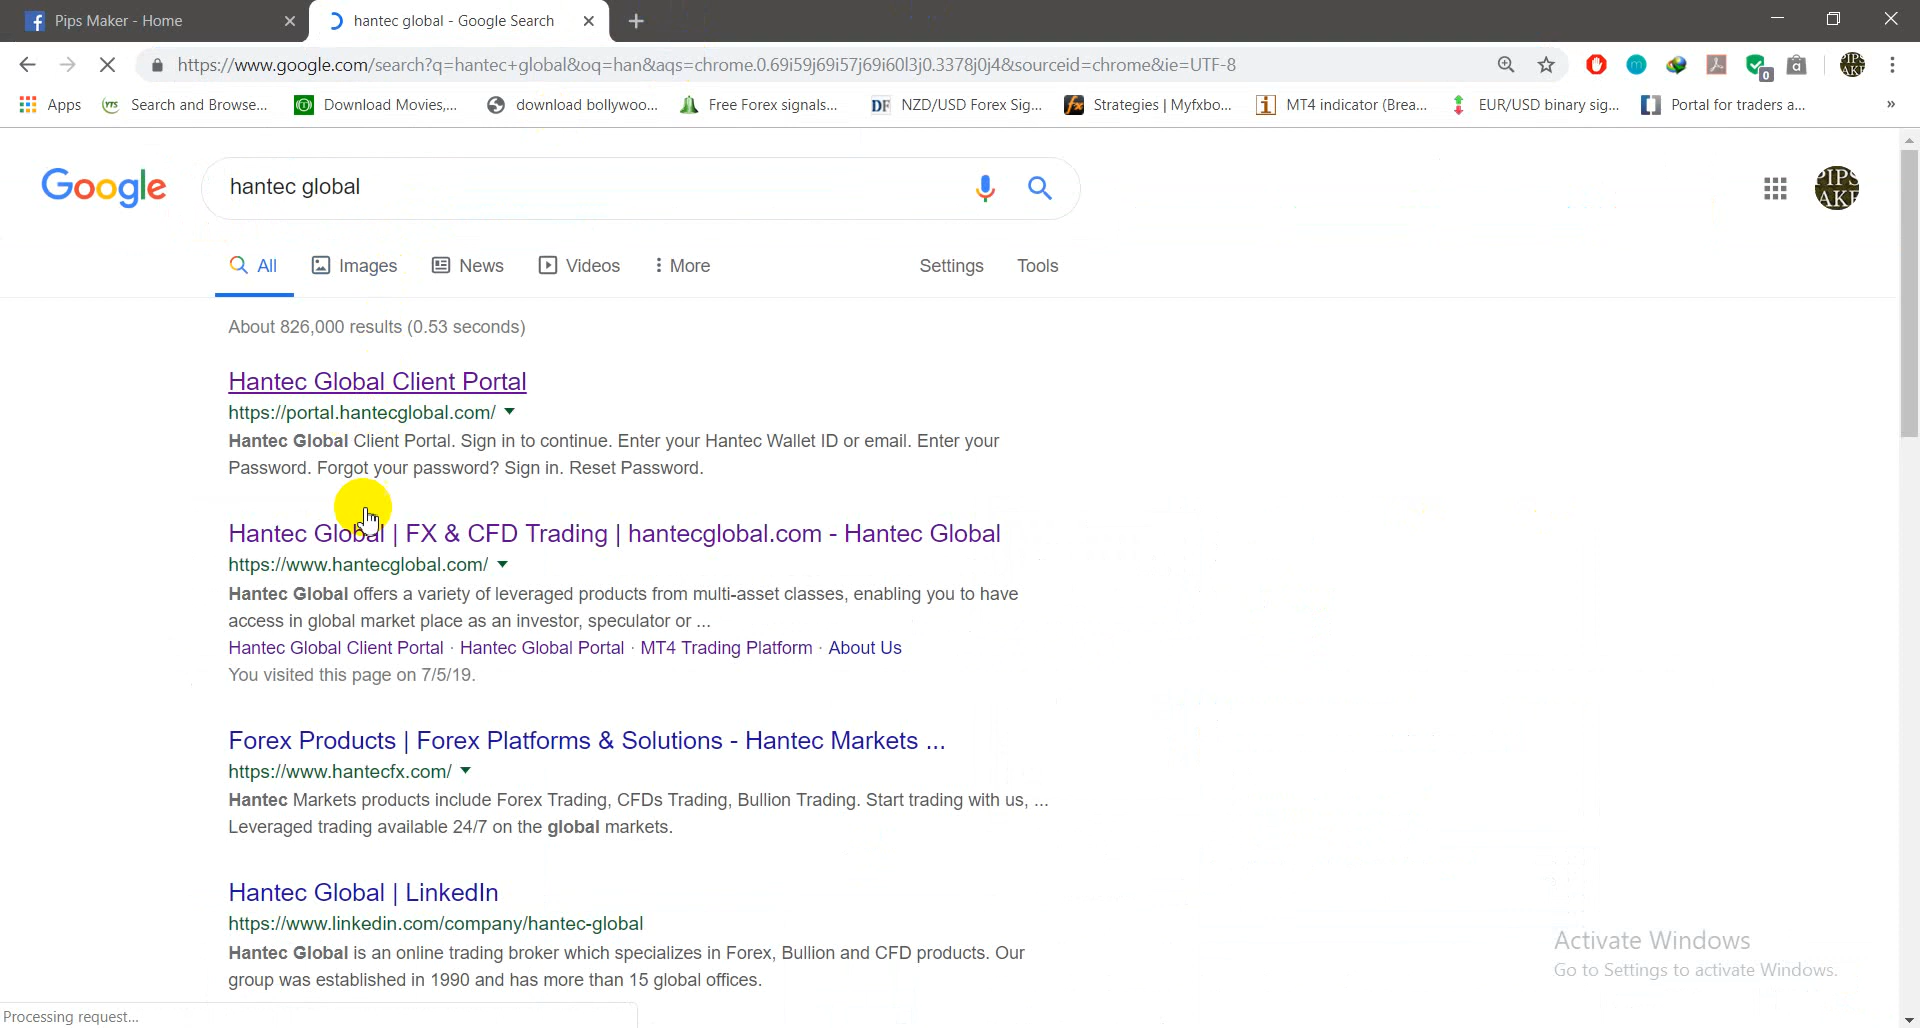 Pips Maker - Home
hantec global - Google Search
https://www.google.com/search?q=hantec+global&oq=han&aqs=chrome.0.69i59j69i57j69i60l3j0.3378j0j4&sourceid=chrome&ie=UTF-8
Apps
Search and Browse...
Download Movies,...
download bollywoo...
Free Forex signals...
DF NZD/USD Forex Sig...
fx Strategies | Myfxbo...
MT4 indicator (Brea...
EUR/USD binary sig...
Portal for traders a...
»
Google
hantec global
PIPS
AKE
All
Images
News
Videos
More
Settings
Tools
About 826,000 results (0.53 seconds)
Hantec Global Client Portal
https://portal.hantecglobal.com/
Hantec Global Client Portal. Sign in to continue. Enter your Hantec Wallet ID or email. Enter your
Password. Forgot your password? Sign in. Reset Password.
Hantec Global | FX & CFD Trading | hantecglobal.com - Hantec Global
https://www.hantecglobal.com/
Hantec Global offers a variety of leveraged products from multi-asset classes, enabling you to have
access in global market place as an investor, speculator or ...
Hantec Global Client Portal · Hantec Global Portal · MT4 Trading Platform · About Us
You visited this page on 7/5/19.
Forex Products | Forex Platforms & Solutions - Hantec Markets ...
https://www.hantecfx.com/
Hantec Markets products include Forex Trading, CFDs Trading, Bullion Trading. Start trading with us, ...
Leveraged trading available 24/7 on the global markets.
Hantec Global | LinkedIn
https://www.linkedin.com/company/hantec-global
Hantec Global is an online trading broker which specializes in Forex, Bullion and CFD products. Our
group was established in 1990 and has more than 15 global offices.
Activate Windows
Go to Settings to activate Windows.
Processing request...